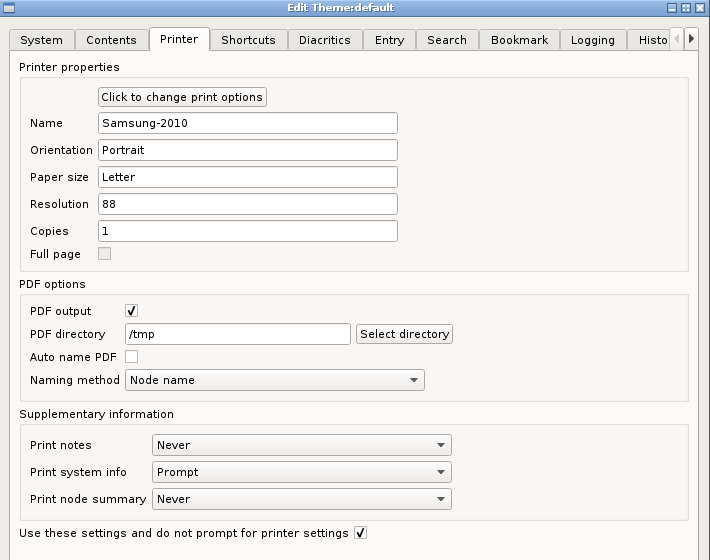 Edit Theme:default
System Contents Printer Shortcuts Diacritics Entry Search Bookmark Logging Histo
Printer properties
Click to change print options
Name Samsung-2010
Orientation Portrait
Paper size Letter
Resolution 88
Copies 1
Full page
PDF options
PDF output
PDF directory /tmp Select directory
Auto name PDF
Naming method Node name
Supplementary information
Print notes Never
Print system info Prompt
Print node summary Never
Use these settings and do not prompt for printer settings